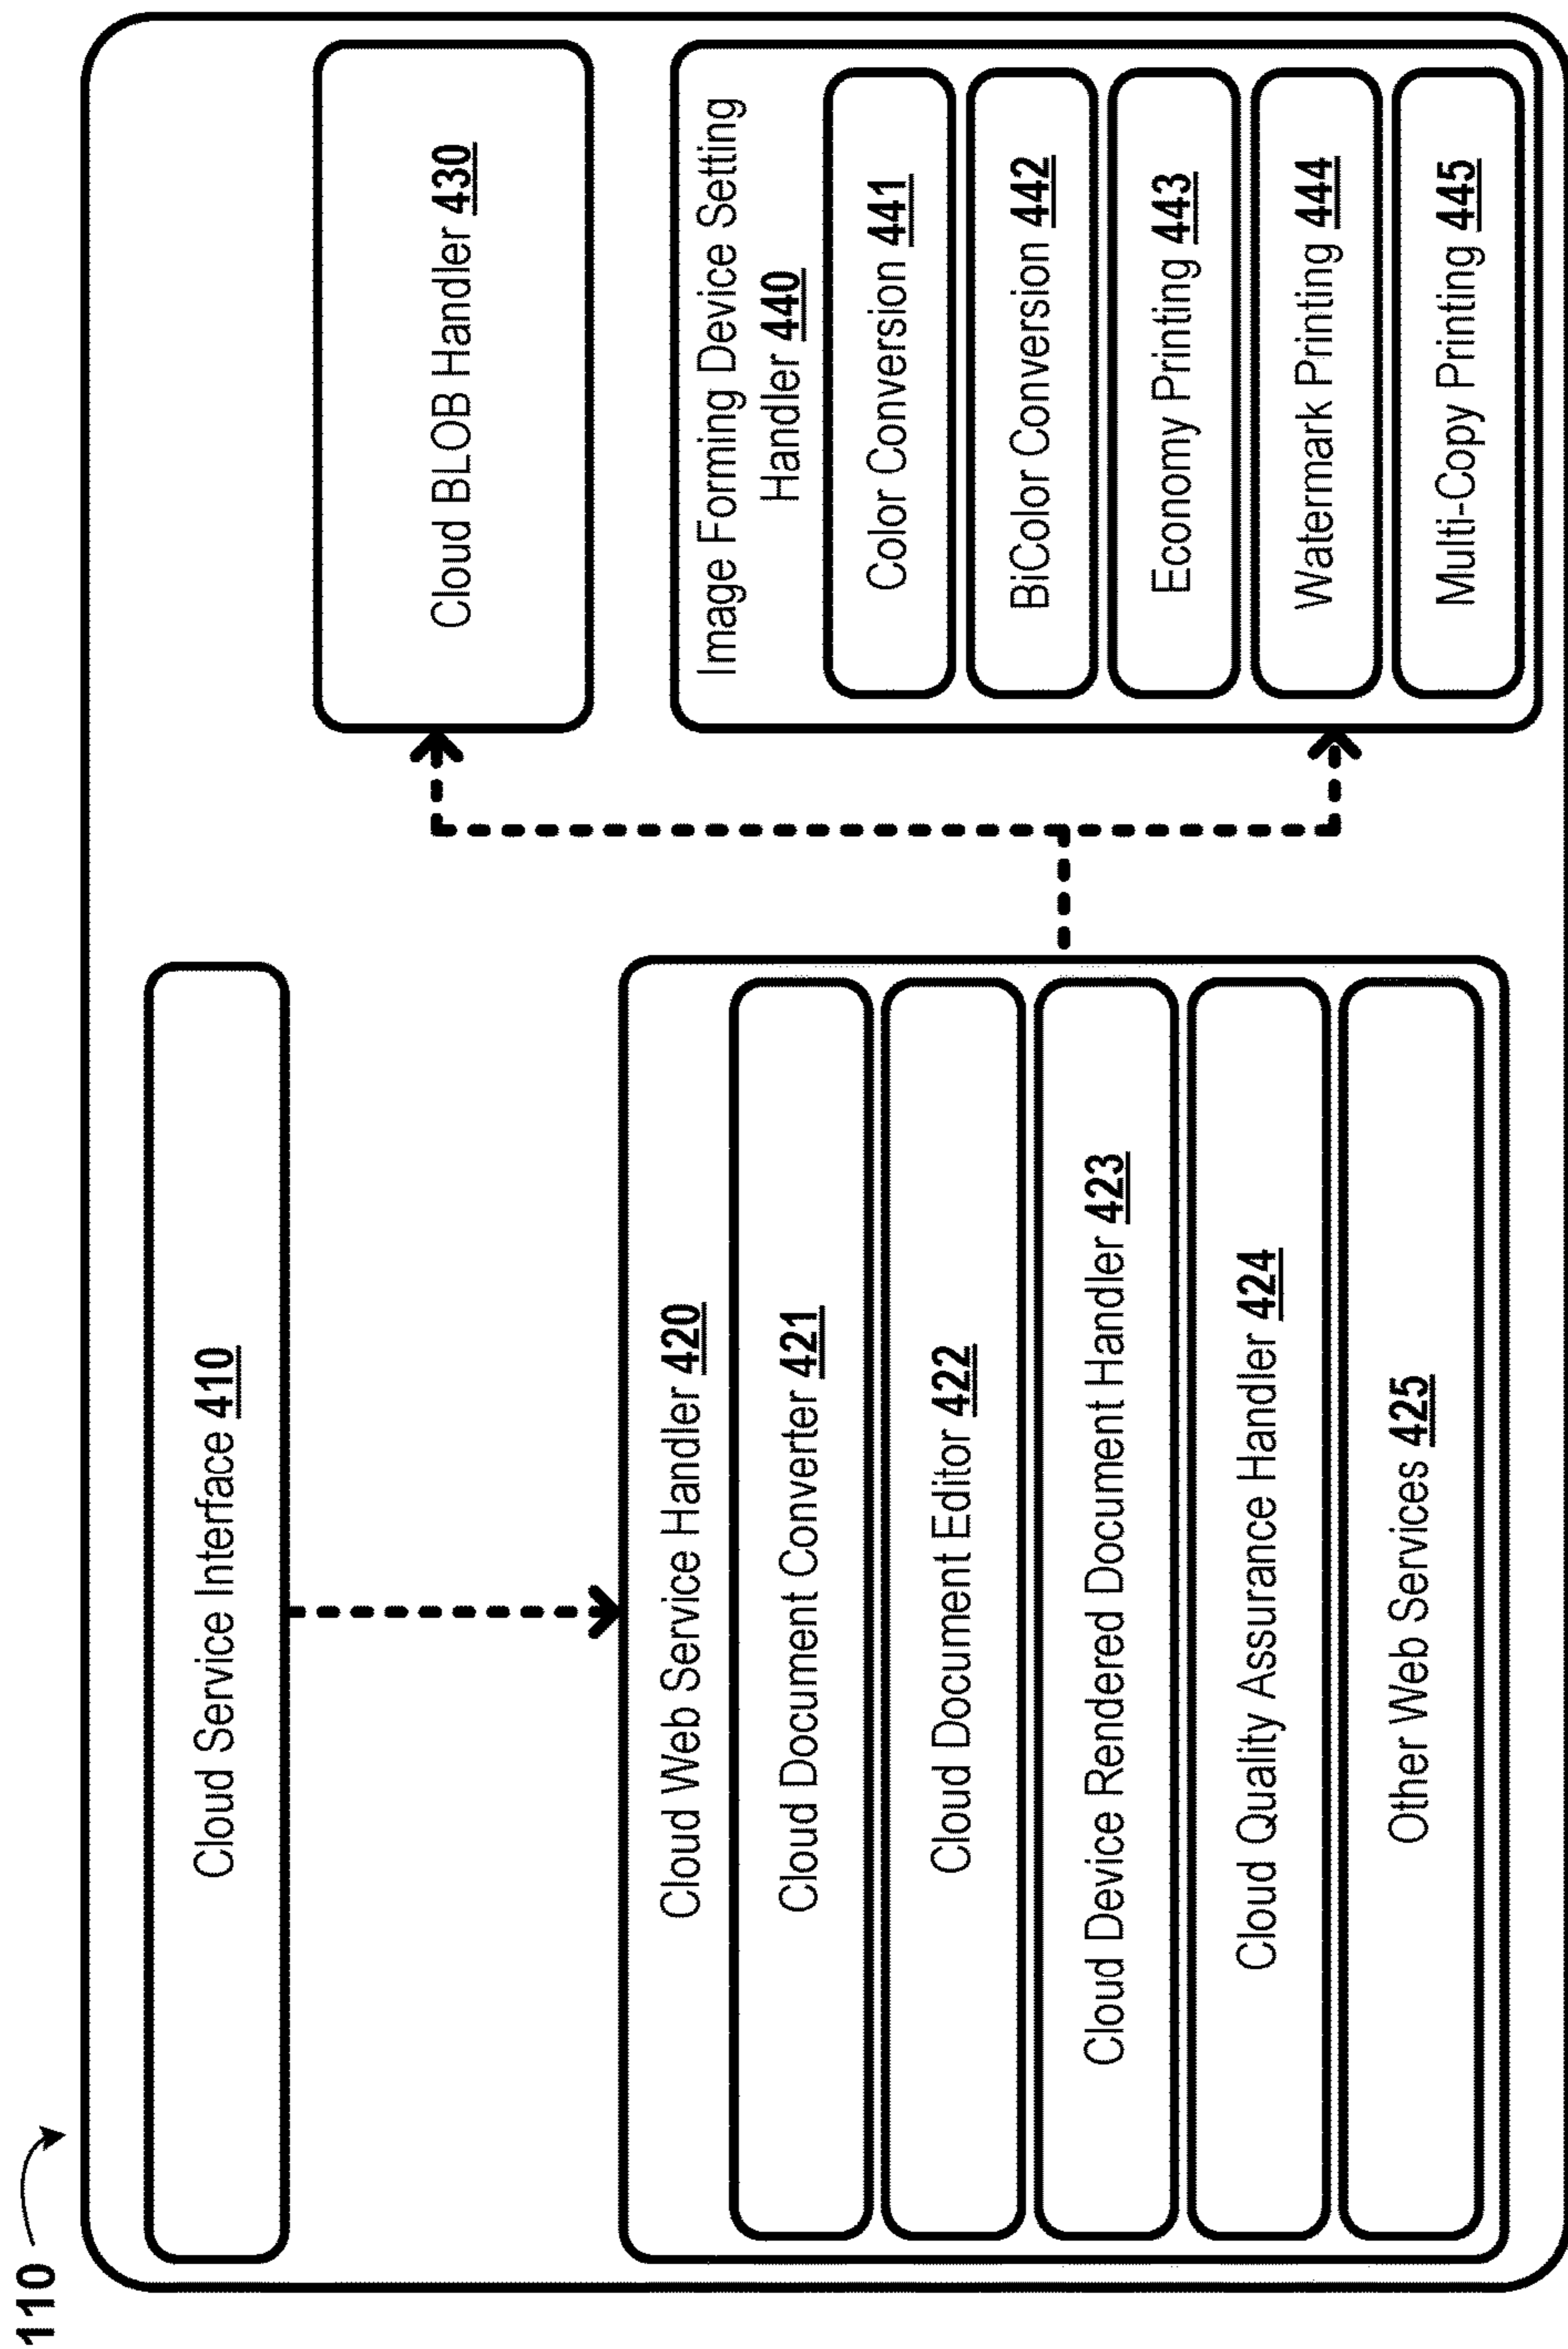 110
Cloud Service Interface 410
Cloud Web Service Handler 420
Cloud Document Converter 421
Cloud Document Editor 422
Cloud Device Rendered Document Handler 423
Cloud Quality Assurance Handler 424
Other Web Services 425
Cloud BLOB Handler 430
Image Forming Device Setting
Handler 440
Color Conversion 441
BiColor Conversion 442
Economy Printing 443
Watermark Printing 444
Multi-Copy Printing 445